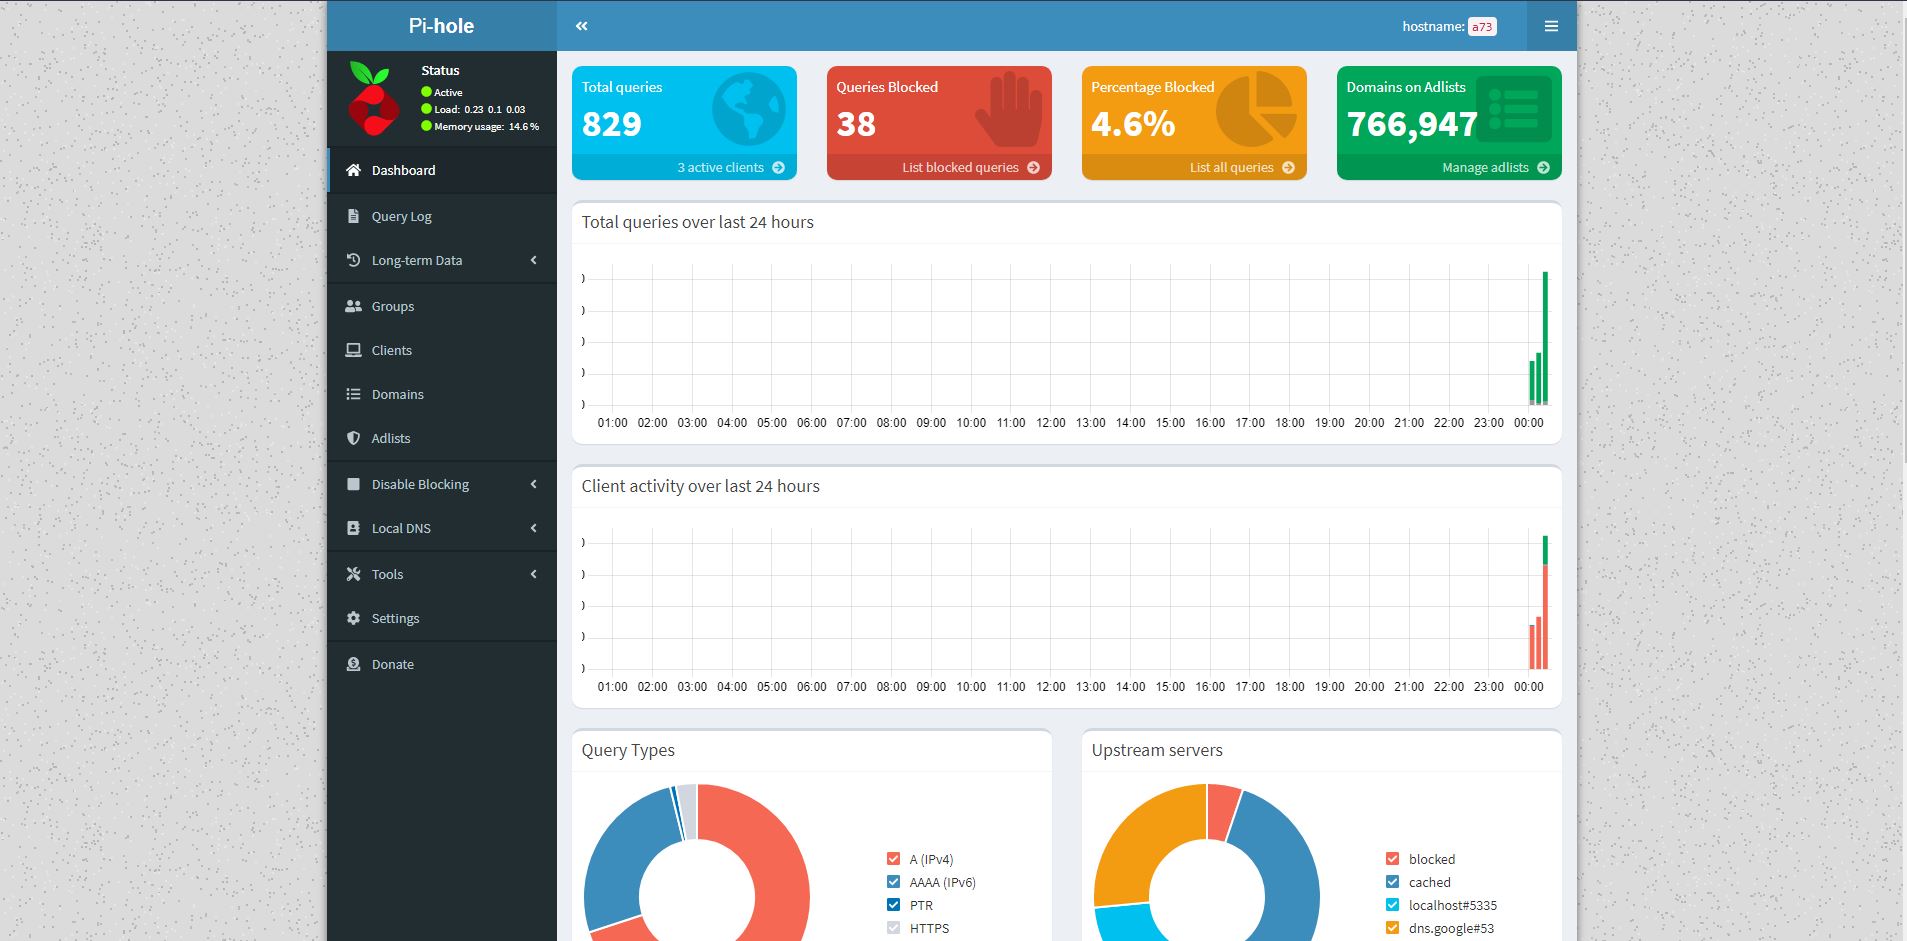 Pi-hole
hostname: a73
Status
Active
Load: 0.23 0.1 0.03
Memory usage: 14.6 %
Dashboard
Query Log
Long-term Data
Groups
Clients
Domains
Adlists
Disable Blocking
Local DNS
Tools
Settings
Donate
Total queries
829
3 active clients
Queries Blocked
38
List blocked queries
Percentage Blocked
4.6%
List all queries
Domains on Adlists
766,947
Manage adlists
Total queries over last 24 hours
01:00 02:00 03:00 04:00 05:00 06:00 07:00 08:00 09:00 10:00 11:00 12:00 13:00 14:00 15:00 16:00 17:00 18:00 19:00 20:00 21:00 22:00 23:00 00:00
Client activity over last 24 hours
01:00 02:00 03:00 04:00 05:00 06:00 07:00 08:00 09:00 10:00 11:00 12:00 13:00 14:00 15:00 16:00 17:00 18:00 19:00 20:00 21:00 22:00 23:00 00:00
Query Types
A (IPv4)
AAAA (IPv6)
PTR
HTTPS
Upstream servers
blocked
cached
localhost#5335
dns.google#53